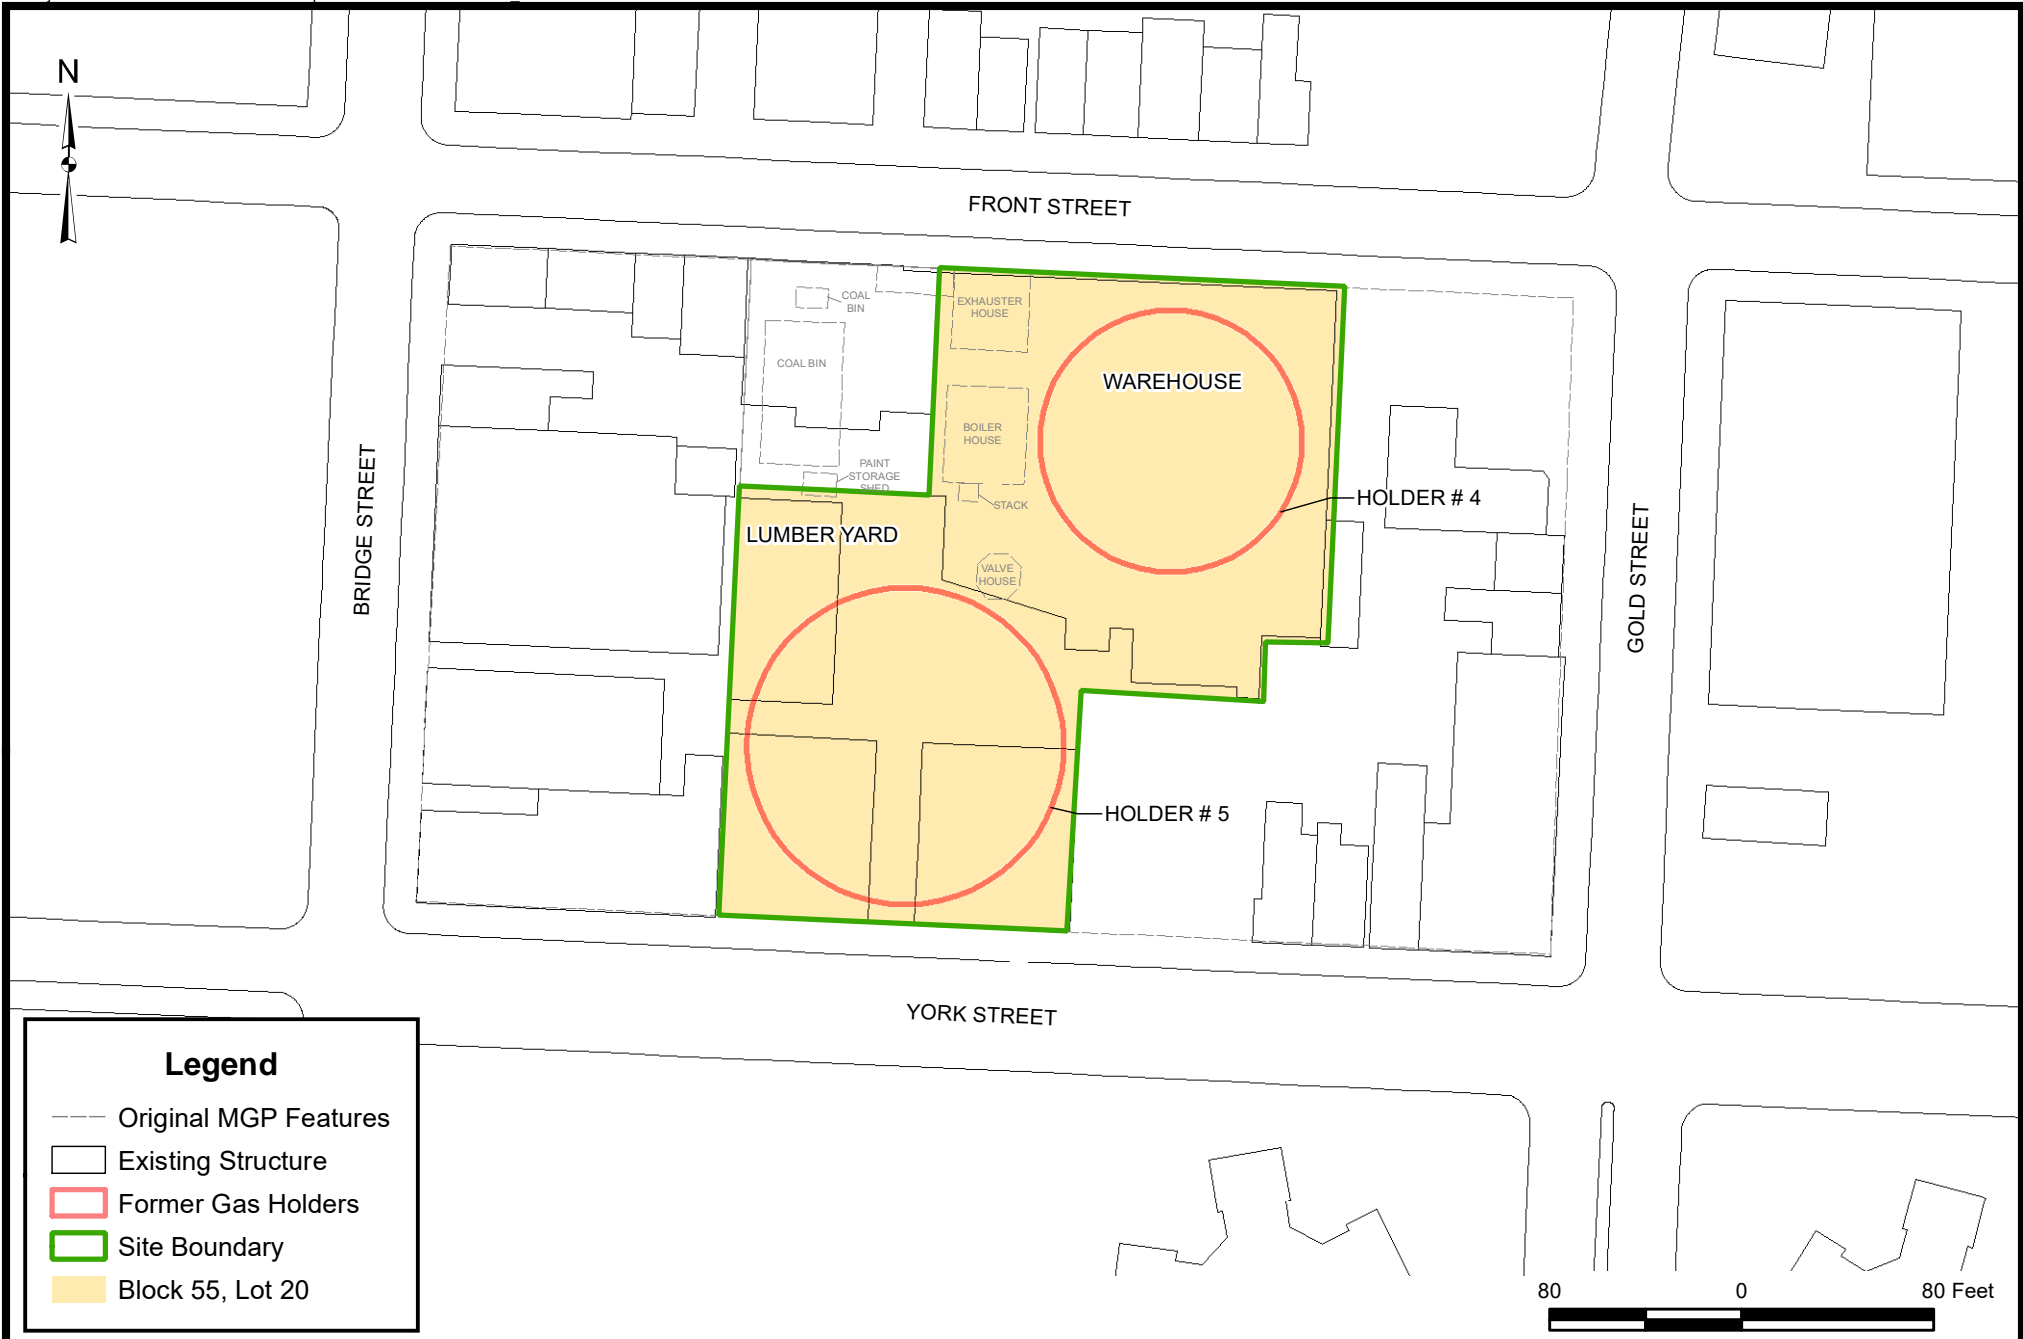 N
FRONT STREET
COAL
BIN
EXHAUSTER
HOUSE
COAL BIN
WAREHOUSE
BOILER
HOUSE
PAINT
STORAGE
SHED
STACK
HOLDER # 4
LUMBER YARD
VALVE
HOUSE
BRIDGE STREET
GOLD STREET
HOLDER # 5
YORK STREET
Legend
Original MGP Features
Existing Structure
Former Gas Holders
Site Boundary
Block 55, Lot 20
80 0 80 Feet